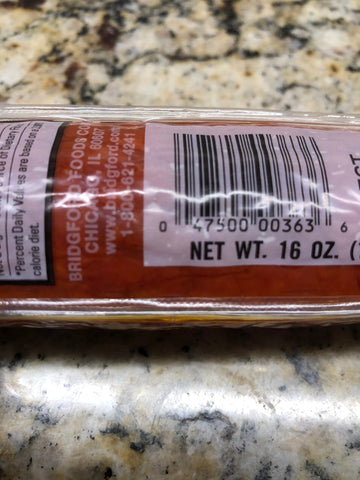 *Percent Daily Values are based on a
calorie diet.
BRIDGFORD FOODS CO
CHICAGO, IL 60607
www.bridgford.com
1-800-621-4241
0 47500 00363 6
NET WT. 16 OZ. (